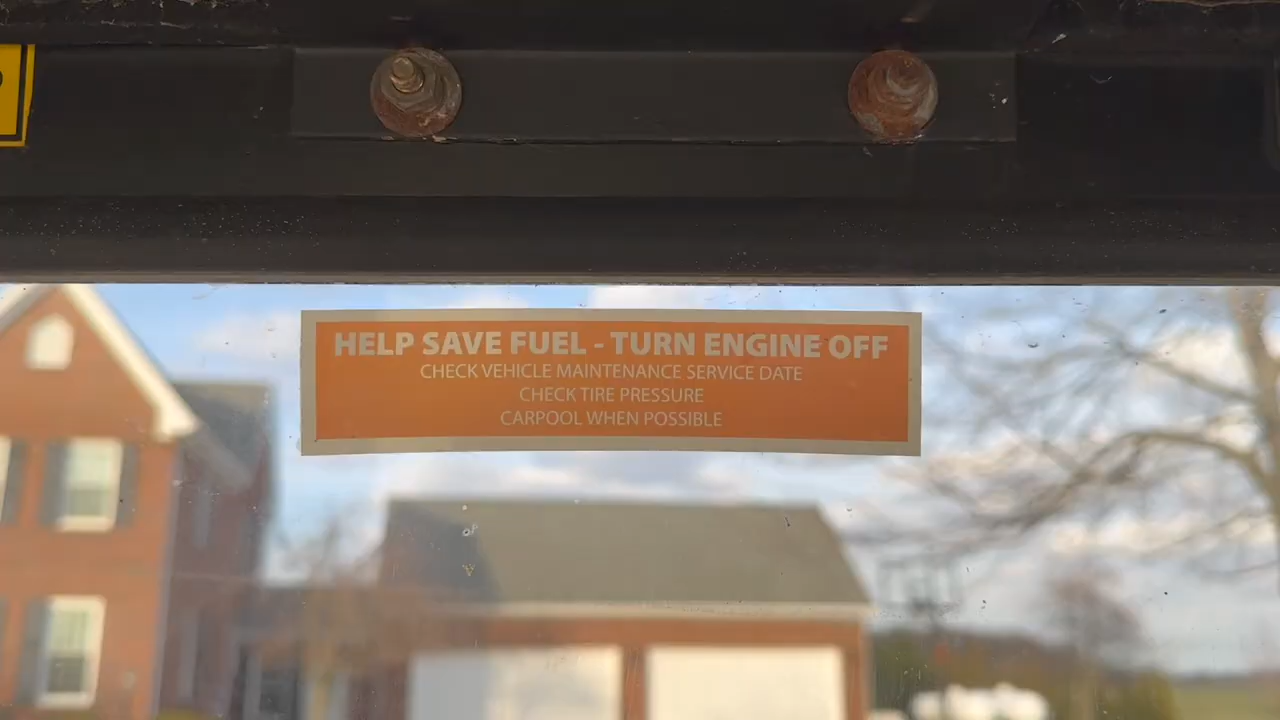 HELP SAVE FUEL - TURN ENGINE OFF
CHECK VEHICLE MAINTENANCE SERVICE DATE
CHECK TIRE PRESSURE
CARPOOL WHEN POSSIBLE